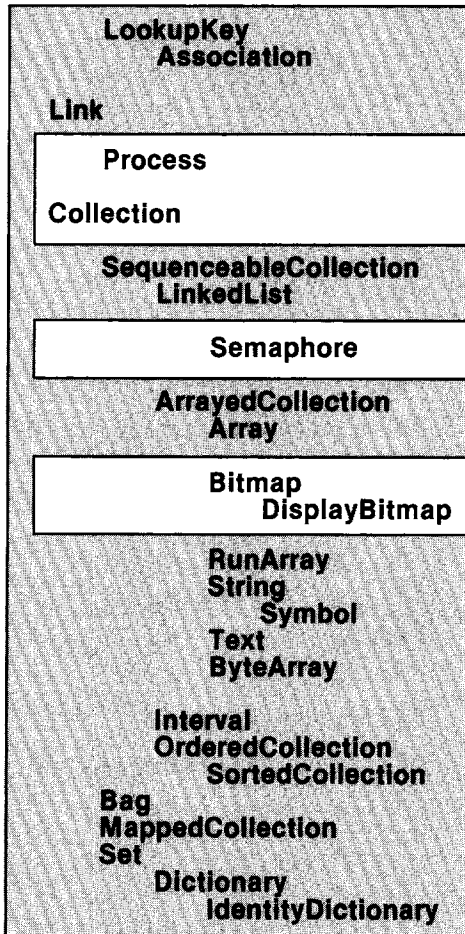 LookupKey
Association
Link
Process
Collection
SequenceableCollection
LinkedList
Semaphore
ArrayedCollection
Array
Bitmap
DisplayBitmap
RunArray
String
Symbol
Text
ByteArray
Interval
OrderedCollection
SortedCollection
Bag
MappedCollection
Set
Dictionary
IdentityDictionary